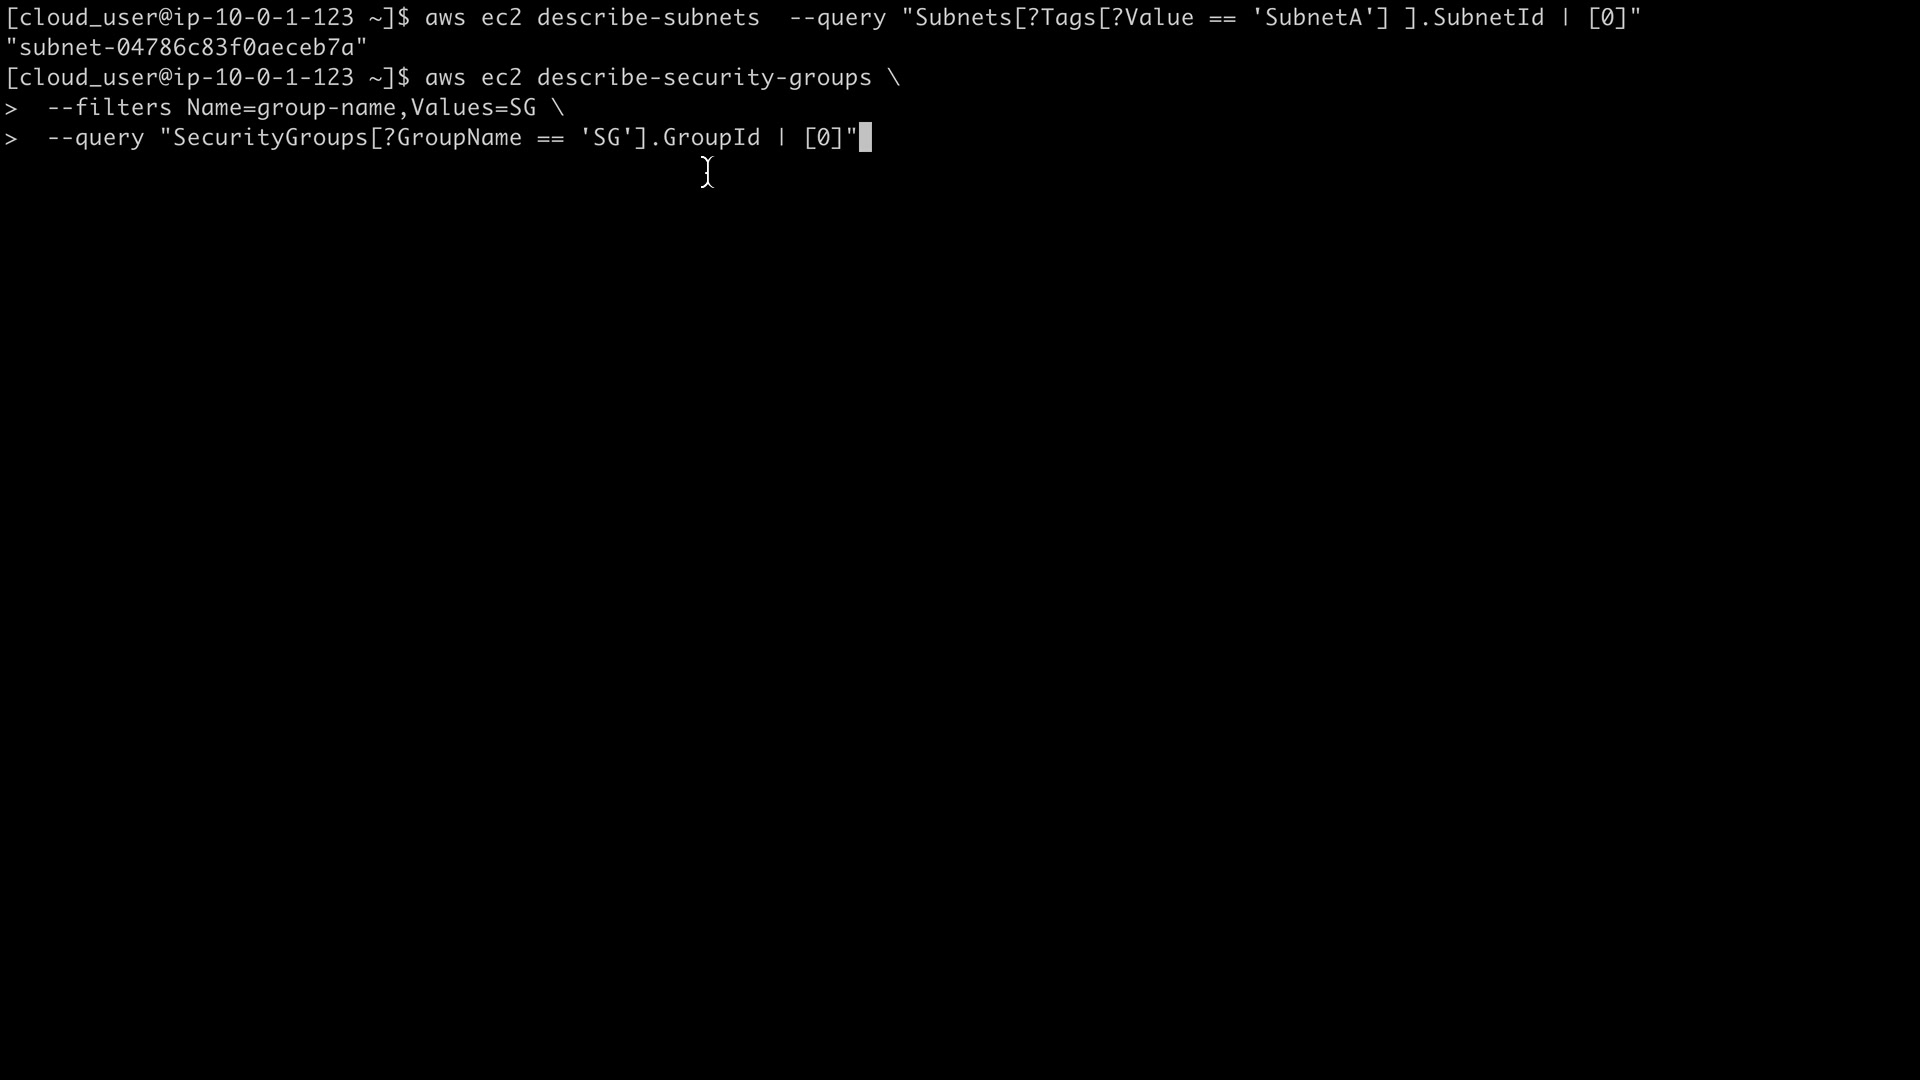 [cloud_user@ip-10-0-1-123 ~]$ aws ec2 describe-subnets  --query "Subnets[?Tags[?Value == 'SubnetA'] ].SubnetId | [0]"
"subnet-04786c83f0aeceb7a"
[cloud_user@ip-10-0-1-123 ~]$ aws ec2 describe-security-groups \
>  --filters Name=group-name,Values=SG \
>  --query "SecurityGroups[?GroupName == 'SG'].GroupId | [0]"